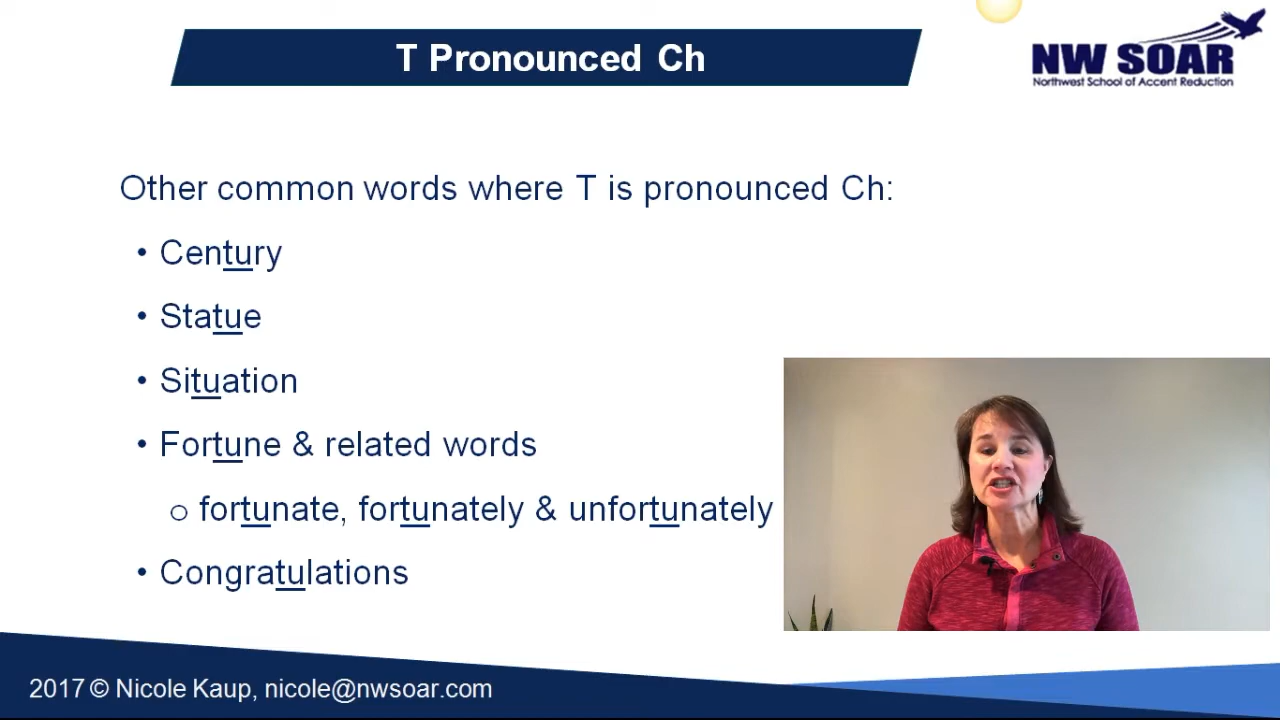 T Pronounced Ch
NW SOAR
Northwest School of Accent Reduction
Other common words where T is pronounced Ch:
• Century
• Statue
• Situation
• Fortune & related words
o fortunate, fortunately & unfortunately
• Congratulations
2017 © Nicole Kaup, nicole@nwsoar.com